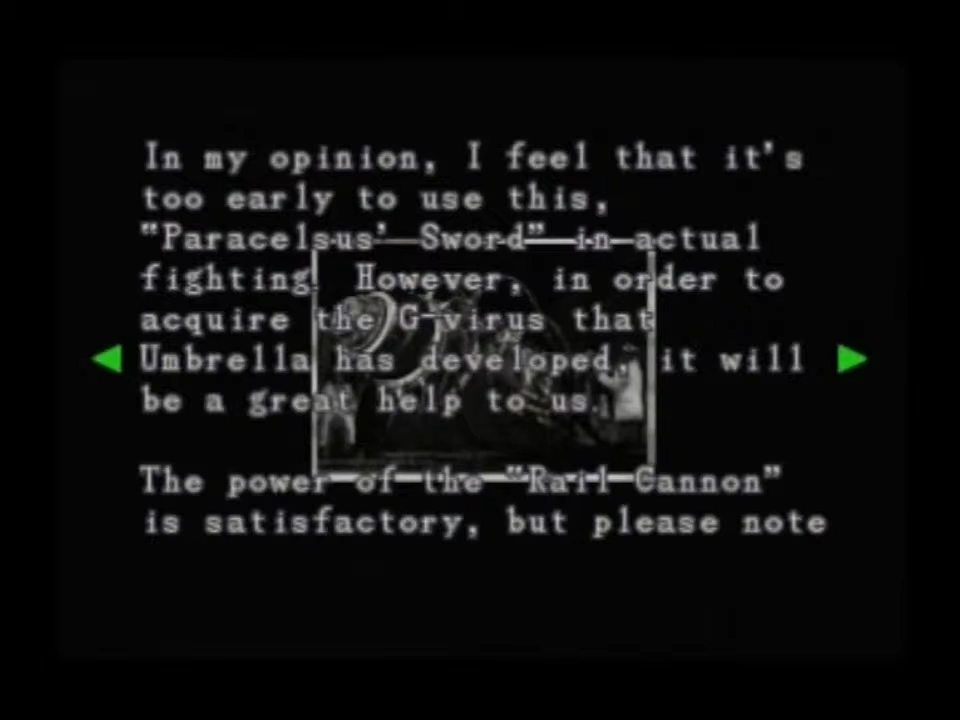 In my opinion, I feel that it's
too early to use this,
"Paracelsus' Sword" in actual
fighting. However, in order to
acquire the G-virus that
Umbrella has developed, it will
be a great help to us.
The power of the "Rail Cannon"
is satisfactory, but please note